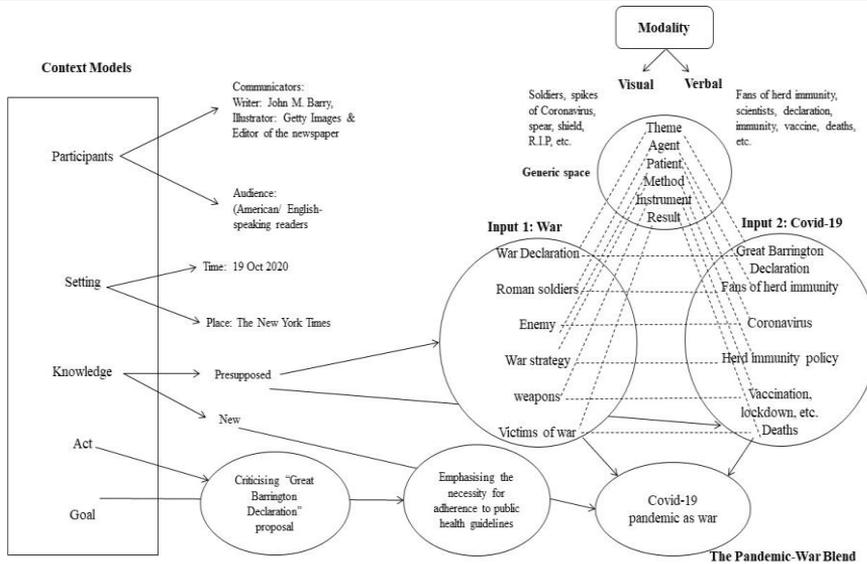 Modality
Context Models
Visual
Verbal
Communicators:
Writer: John M. Barry,
Illustrator: Getty Images &
Editor of the newspaper
Soldiers, spikes
of Coronavirus,
spear, shield,
R.I.P, etc.
Fans of herd immunity,
scientists, declaration,
immunity, vaccine, deaths,
etc.
Theme
Agent
Patient
Method
Instrument
Result
Generic space
Participants
Audience:
(American/ English-
speaking readers
Input 1: War
Input 2: Covid-19
War Declaration
Great Barrington
Declaration
Setting
Time: 19 Oct 2020
Roman soldiers
Fans of herd immunity
Place: The New York Times
Enemy
Coronavirus
War strategy
Herd immunity policy
Knowledge
Presupposed
weapons
Vaccination,
lockdown, etc.
New
Victims of war
Deaths
Act
Goal
Criticising “Great
Barrington
Declaration”
proposal
Emphasising the
necessity for
adherence to public
health guidelines
Covid-19
pandemic as war
The Pandemic-War Blend